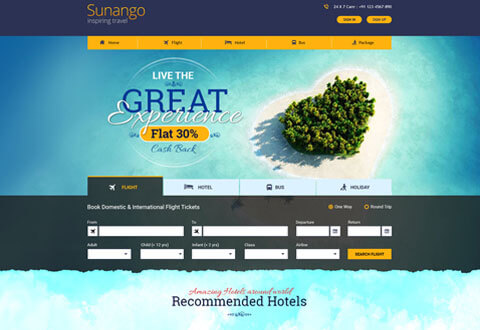 Sunango
inspiring travel
24 X 7 Care : +91 123 4567 890
SIGN IN
SIGN UP
Home
Flight
Hotel
Bus
Package
LIVE THE
GREAT
Experience
Flat 30%
Cash Back
FLIGHT
HOTEL
BUS
HOLIDAY
Book Domestic & International Flight Tickets
One Way
Round Trip
From
To
Departure
Return
Adult
Child (< 12 yrs)
Infant (< 2 yrs)
Class
Airline
SEARCH FLIGHT
Amazing Hotels around world
Recommended Hotels